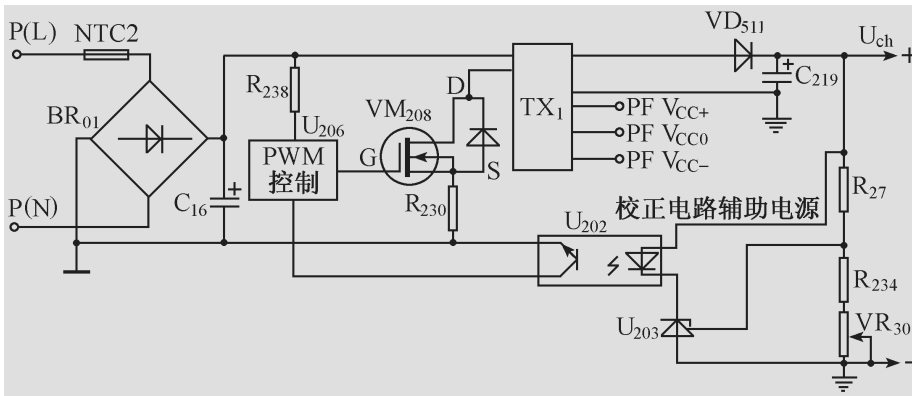 P(L)
NTC2
BR01
P(N)
C16
R238
U206
PWM
控制
VM208
D
G
S
R230
TX1
VD511
Uch
+
C219
PF VCC+
PF VCC0
PF VCC−
校正电路辅助电源
U202
R27
R234
U203
VR30
−